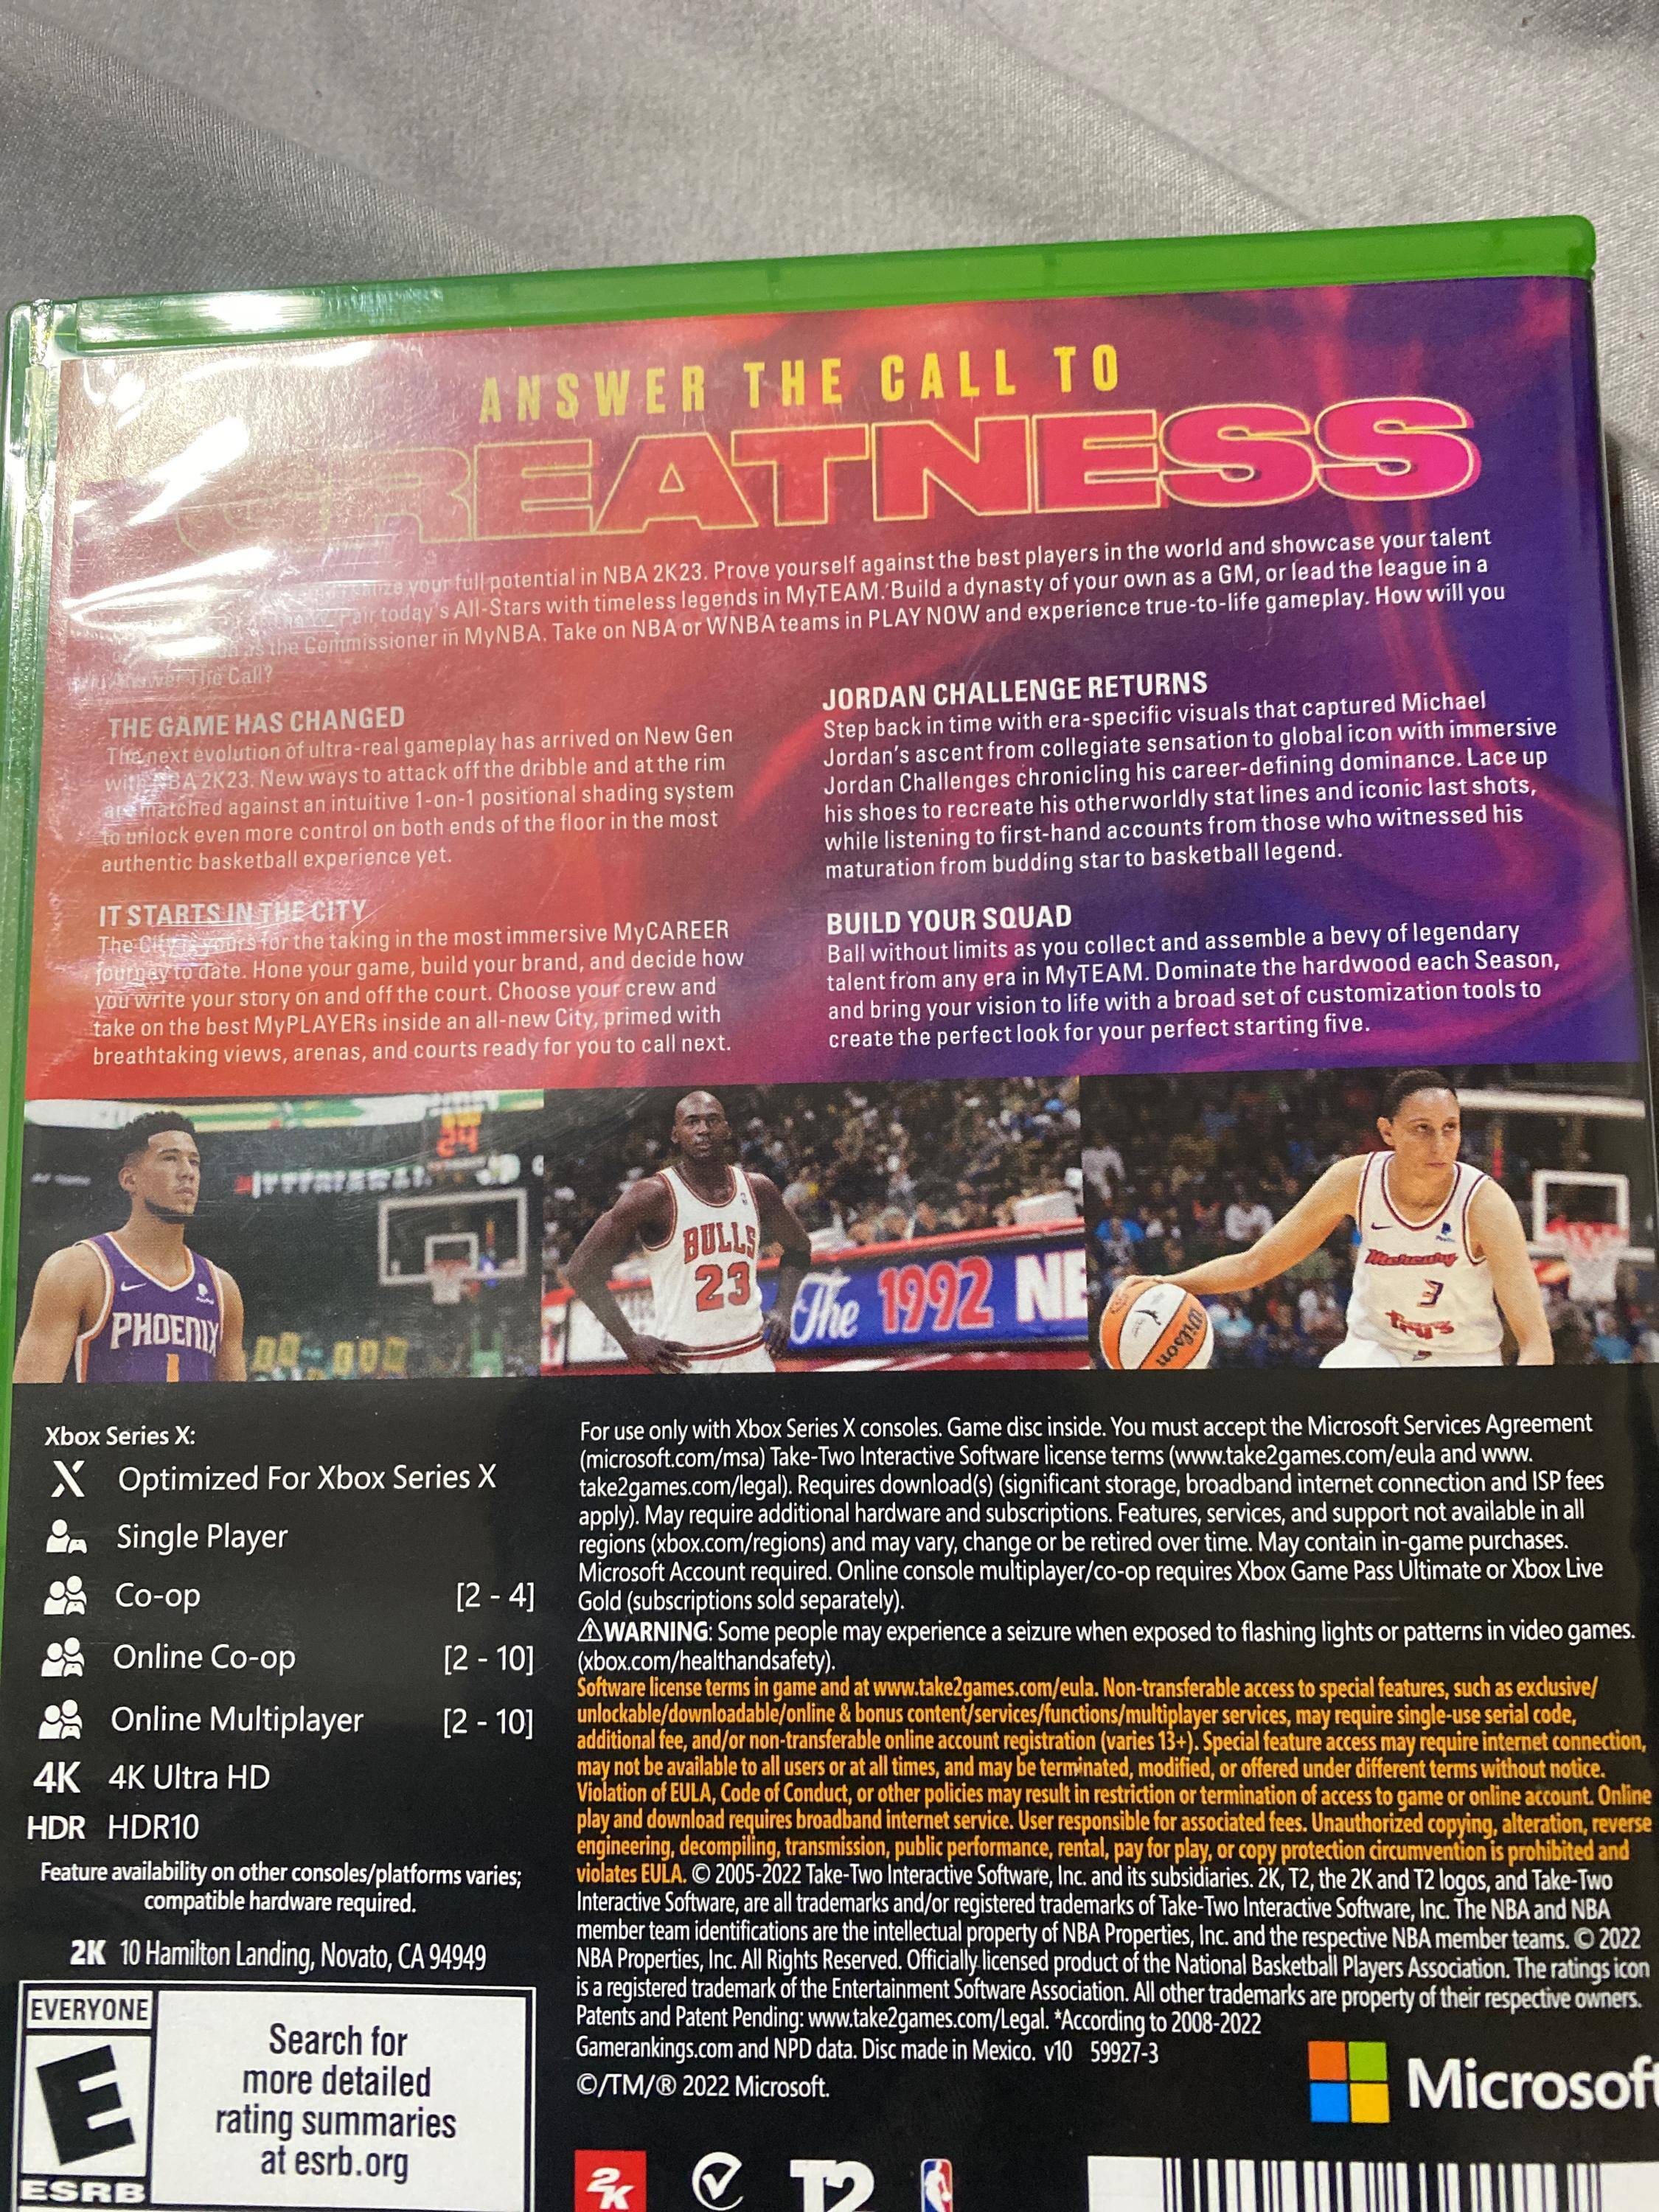 ANSWER THE CALL TO
GREATNESS
your full potential in NBA 2K23. Prove yourself against the best players in the world and showcase your talent
Pair today's All-Stars with timeless legends in MyTEAM. Build a dynasty of your own as a GM, or lead the league in a
as the Commissioner in MyNBA. Take on NBA or WNBA teams in PLAY NOW and experience true-to-life gameplay. How will you
Answer The Call?
THE GAME HAS CHANGED
The next evolution of ultra-real gameplay has arrived on New Gen
with NBA 2K23. New ways to attack off the dribble and at the rim
are matched against an intuitive 1-on-1 positional shading system
to unlock even more control on both ends of the floor in the most
authentic basketball experience yet.
IT STARTS IN THE CITY
The City is yours for the taking in the most immersive MyCAREER
journey to date. Hone your game, build your brand, and decide how
you write your story on and off the court. Choose your crew and
take on the best MyPLAYERs inside an all-new City, primed with
breathtaking views, arenas, and courts ready for you to call next.
JORDAN CHALLENGE RETURNS
Step back in time with era-specific visuals that captured Michael
Jordan's ascent from collegiate sensation to global icon with immersive
Jordan Challenges chronicling his career-defining dominance. Lace up
his shoes to recreate his otherworldly stat lines and iconic last shots,
while listening to first-hand accounts from those who witnessed his
maturation from budding star to basketball legend.
BUILD YOUR SQUAD
Ball without limits as you collect and assemble a bevy of legendary
talent from any era in MyTEAM. Dominate the hardwood each Season,
and bring your vision to life with a broad set of customization tools to
create the perfect look for your perfect starting five.
24
PHOENIX
1
BULLS
23
The 1992 NB
PayPal
Mercury
3
Fry's
Wilson
Xbox Series X:
X Optimized For Xbox Series X
Single Player
Co-op [2 - 4]
Online Co-op [2 - 10]
Online Multiplayer [2 - 10]
4K 4K Ultra HD
HDR HDR10
Feature availability on other consoles/platforms varies;
compatible hardware required.
2K 10 Hamilton Landing, Novato, CA 94949
EVERYONE
E
ESRB
Search for
more detailed
rating summaries
at esrb.org
For use only with Xbox Series X consoles. Game disc inside. You must accept the Microsoft Services Agreement
(microsoft.com/msa) Take-Two Interactive Software license terms (www.take2games.com/eula and www.
take2games.com/legal). Requires download(s) (significant storage, broadband internet connection and ISP fees
apply). May require additional hardware and subscriptions. Features, services, and support not available in all
regions (xbox.com/regions) and may vary, change or be retired over time. May contain in-game purchases.
Microsoft Account required. Online console multiplayer/co-op requires Xbox Game Pass Ultimate or Xbox Live
Gold (subscriptions sold separately).
⚠WARNING: Some people may experience a seizure when exposed to flashing lights or patterns in video games.
(xbox.com/healthandsafety).
Software license terms in game and at www.take2games.com/eula. Non-transferable access to special features, such as exclusive/
unlockable/downloadable/online & bonus content/services/functions/multiplayer services, may require single-use serial code,
additional fee, and/or non-transferable online account registration (varies 13+). Special feature access may require internet connection,
may not be available to all users or at all times, and may be terminated, modified, or offered under different terms without notice.
Violation of EULA, Code of Conduct, or other policies may result in restriction or termination of access to game or online account. Online
play and download requires broadband internet service. User responsible for associated fees. Unauthorized copying, alteration, reverse
engineering, decompiling, transmission, public performance, rental, pay for play, or copy protection circumvention is prohibited and
violates EULA. © 2005-2022 Take-Two Interactive Software, Inc. and its subsidiaries. 2K, T2, the 2K and T2 logos, and Take-Two
Interactive Software, are all trademarks and/or registered trademarks of Take-Two Interactive Software, Inc. The NBA and NBA
member team identifications are the intellectual property of NBA Properties, Inc. and the respective NBA member teams. © 2022
NBA Properties, Inc. All Rights Reserved. Officially licensed product of the National Basketball Players Association. The ratings icon
is a registered trademark of the Entertainment Software Association. All other trademarks are property of their respective owners.
Patents and Patent Pending: www.take2games.com/Legal. *According to 2008-2022
Gamerankings.com and NPD data. Disc made in Mexico. v10 59927-3
©/TM/® 2022 Microsoft.
Microsoft
2K
T2